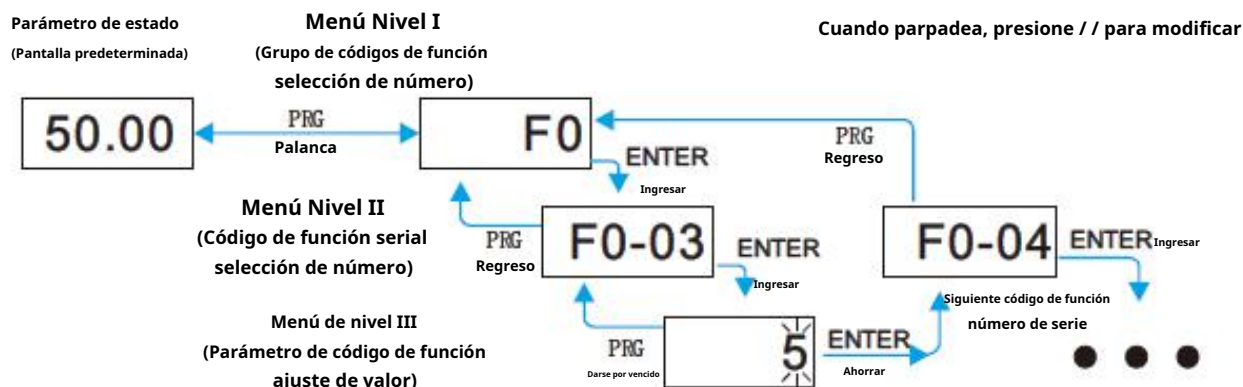 Parámetro de estado
(Pantalla predeterminada)
Menú Nivel I
(Grupo de códigos de función
selección de número)
Cuando parpadea, presione / / para modificar
50.00
PRG
Palanca
F0
ENTER
Ingresar
PRG
Regreso
Menú Nivel II
(Código de función serial
selección de número)
PRG
Regreso
F0-03
ENTER
Ingresar
F0-04
ENTER Ingresar
Siguiente código de función
número de serie
Menú de nivel III
(Parámetro de código de función
ajuste de valor)
PRG
Darse por vencido
5
ENTER
Ahorrar